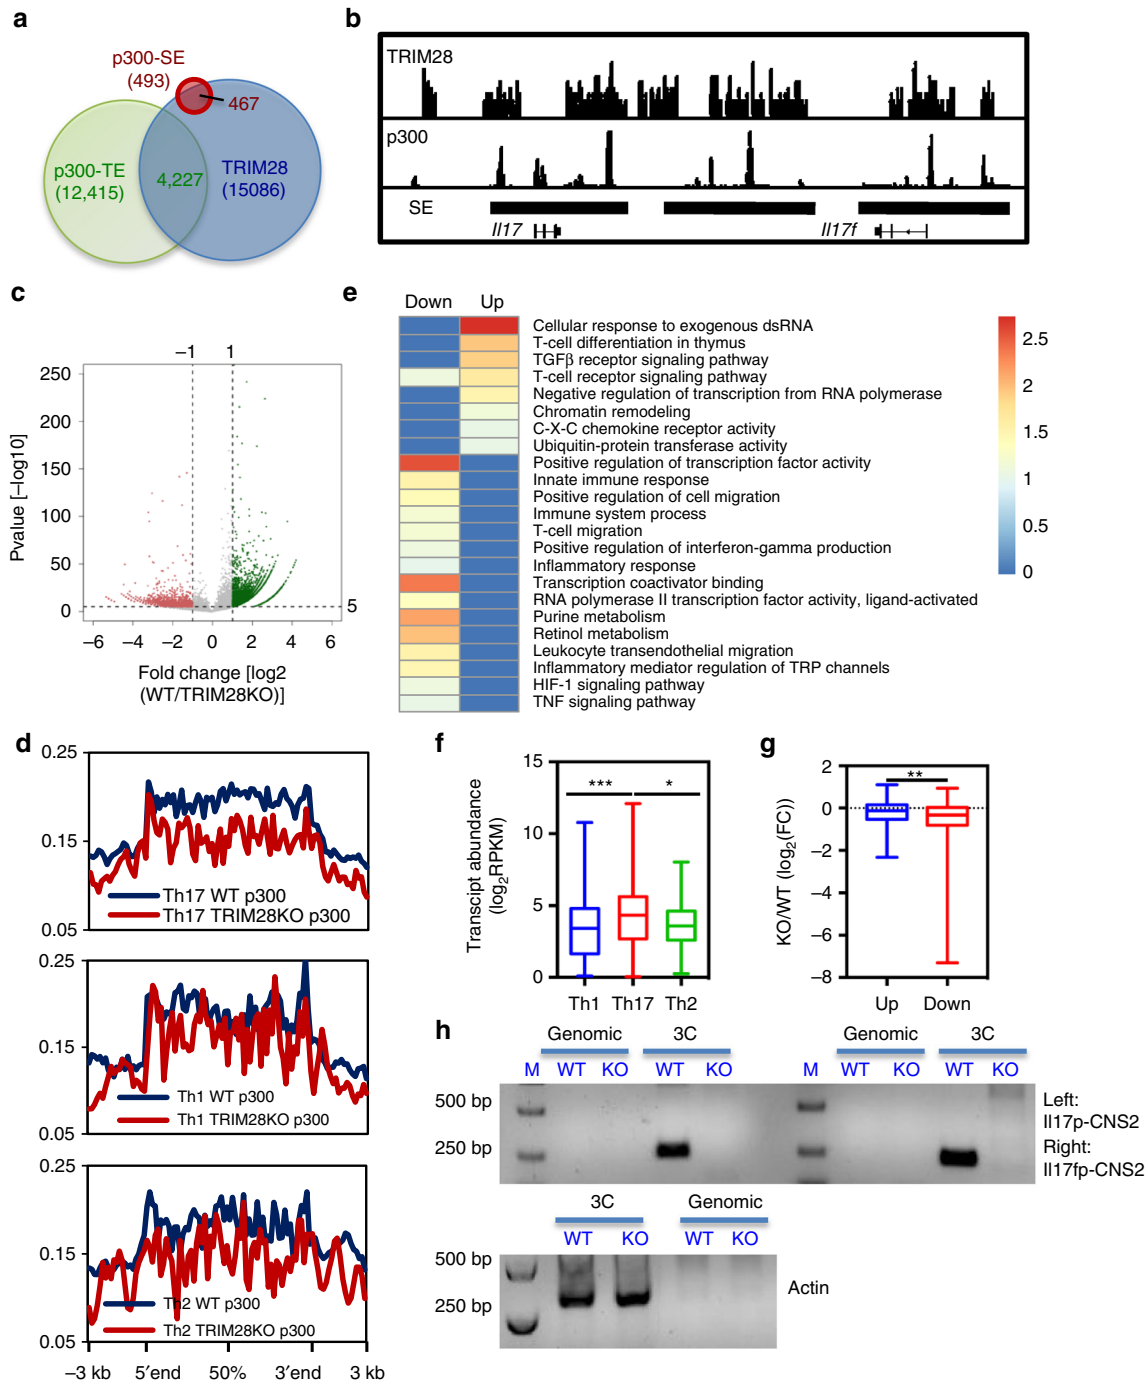 a
p300-SE
(493)
467
p300-TE
(12,415)
4,227
TRIM28
(15086)
b
TRIM28
p300
SE
Il17
Il17f
c
–1
1
250
200
150
100
50
0
5
Pvalue [–log10]
–6
–4
–2
0
2
4
6
Fold change [log2
(WT/TRIM28KO)]
e
Down
Up
Cellular response to exogenous dsRNA
T-cell differentiation in thymus
TGFβ receptor signaling pathway
T-cell receptor signaling pathway
Negative regulation of transcription from RNA polymerase
Chromatin remodeling
C-X-C chemokine receptor activity
Ubiquitin-protein transferase activity
Positive regulation of transcription factor activity
Innate immune response
Positive regulation of cell migration
Immune system process
T-cell migration
Positive regulation of interferon-gamma production
Inflammatory response
Transcription coactivator binding
RNA polymerase II transcription factor activity, ligand-activated
Purine metabolism
Retinol metabolism
Leukocyte transendothelial migration
Inflammatory mediator regulation of TRP channels
HIF-1 signaling pathway
TNF signaling pathway
2.5
2
1.5
1
0.5
0
d
0.25
0.15
0.05
Th17 WT p300
Th17 TRIM28KO p300
0.25
0.15
0.05
Th1 WT p300
Th1 TRIM28KO p300
0.25
0.15
0.05
Th2 WT p300
Th2 TRIM28KO p300
–3 kb
5′end
50%
3′end
3 kb
f
15
10
5
0
Transcipt abundance
(log2RPKM)
***
*
Th1
Th17
Th2
g
2
0
–2
–4
–6
–8
KO/WT (log2(FC))
**
Up
Down
h
Genomic
3C
Genomic
3C
M
WT
KO
WT
KO
M
WT
KO
WT
KO
500 bp
250 bp
Left:
Il17p-CNS2
Right:
Il17fp-CNS2
3C
Genomic
WT
KO
WT
KO
500 bp
250 bp
Actin